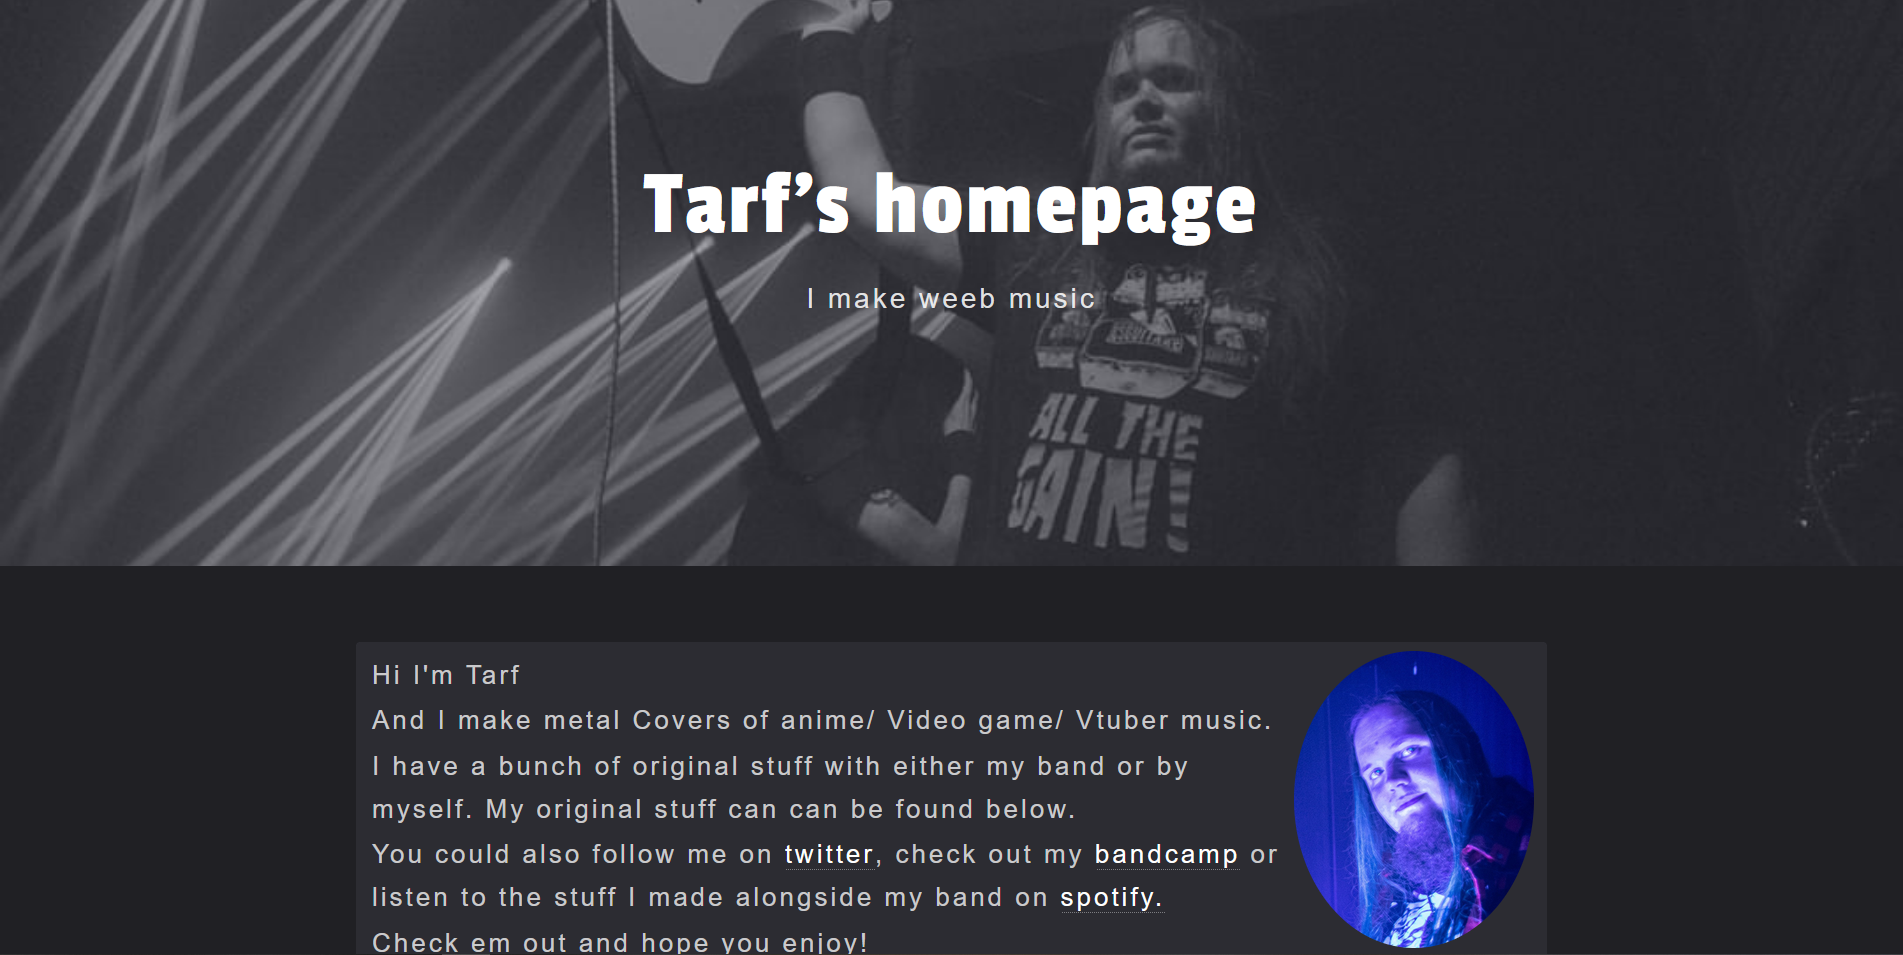 Tarf's homepage
I make weeb music
ALL THE
GAIN!
Hi I'm Tarf
And I make metal Covers of anime/ Video game/ Vtuber music.
I have a bunch of original stuff with either my band or by
myself. My original stuff can can be found below.
You could also follow me on twitter, check out my bandcamp or
listen to the stuff I made alongside my band on spotify.
Check em out and hope you enjoy!